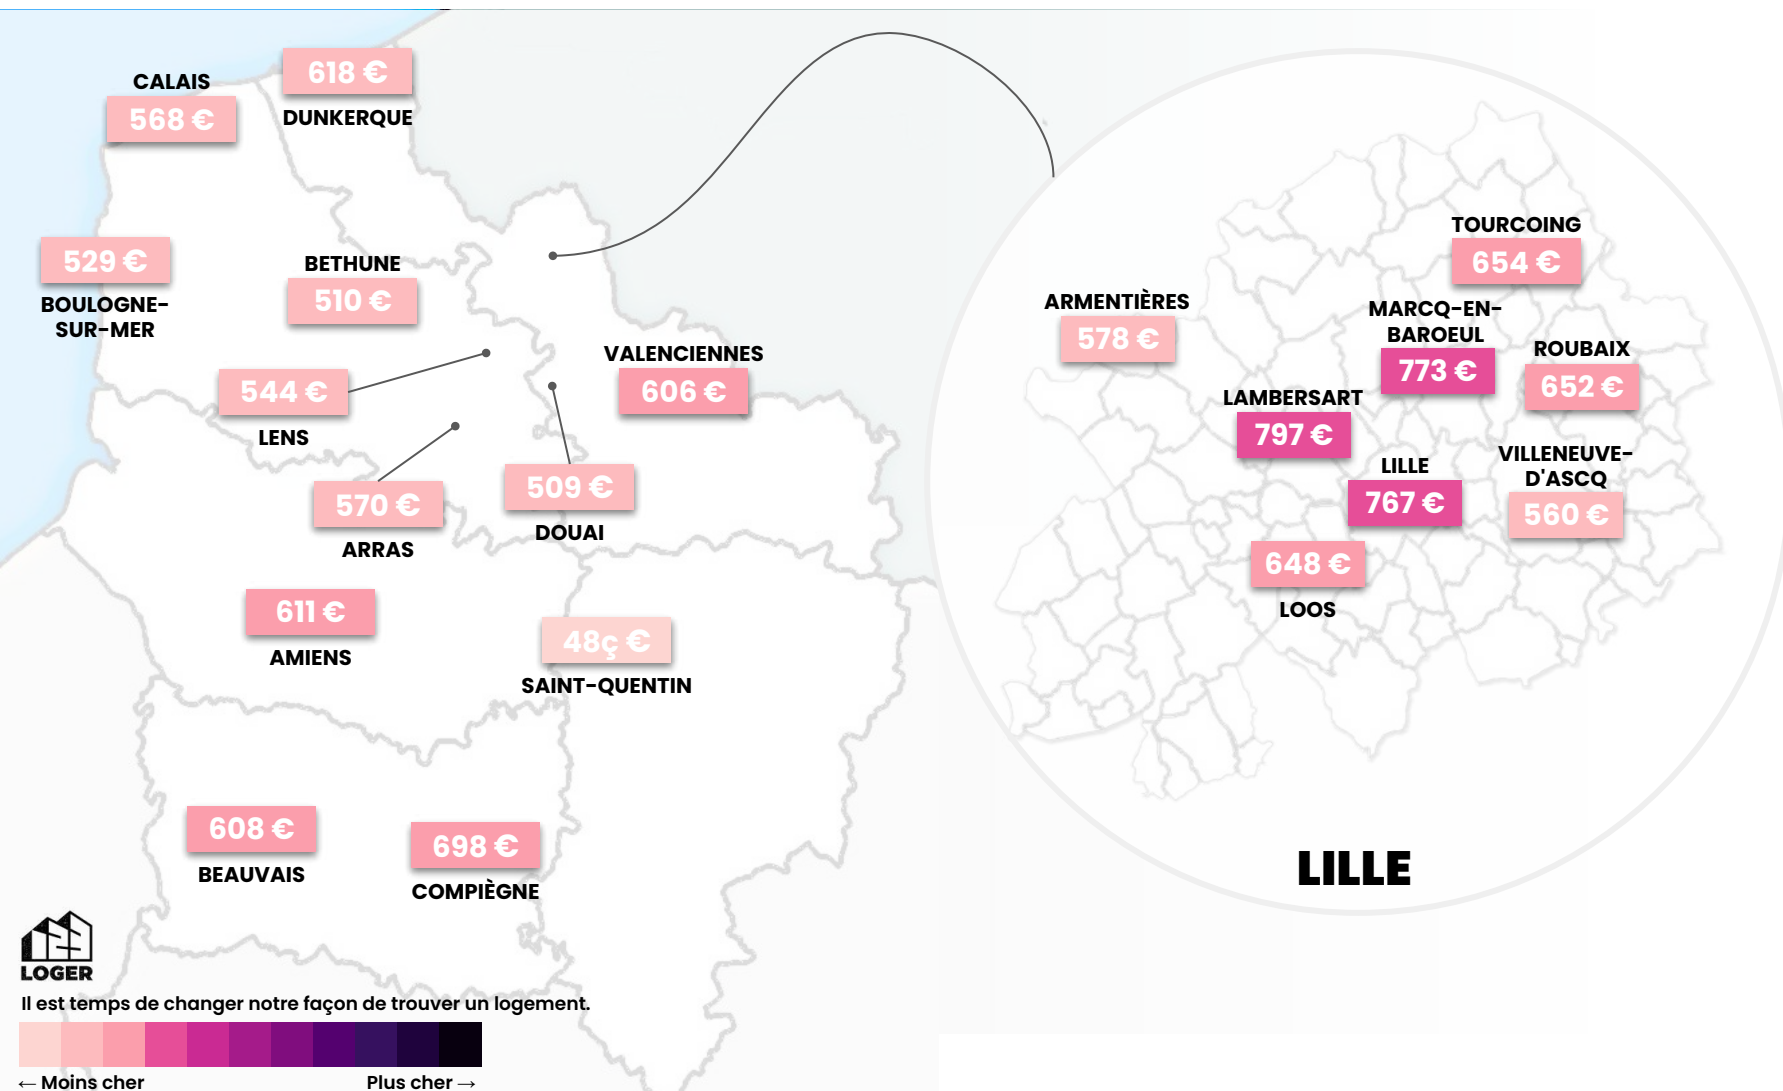 CALAIS
568 €
618 €
DUNKERQUE
529 €
BOULOGNE-
SUR-MER
BETHUNE
510 €
544 €
LENS
VALENCIENNES
606 €
570 €
ARRAS
509 €
DOUAI
611 €
AMIENS
48ç €
SAINT-QUENTIN
608 €
BEAUVAIS
698 €
COMPIÈGNE
TOURCOING
654 €
ARMENTIÈRES
578 €
MARCQ-EN-
BAROEUL
773 €
ROUBAIX
652 €
LAMBERSART
797 €
LILLE
767 €
VILLENEUVE-
D'ASCQ
560 €
648 €
LOOS
LILLE
123
LOGER
Il est temps de changer notre façon de trouver un logement.
← Moins cher
Plus cher →